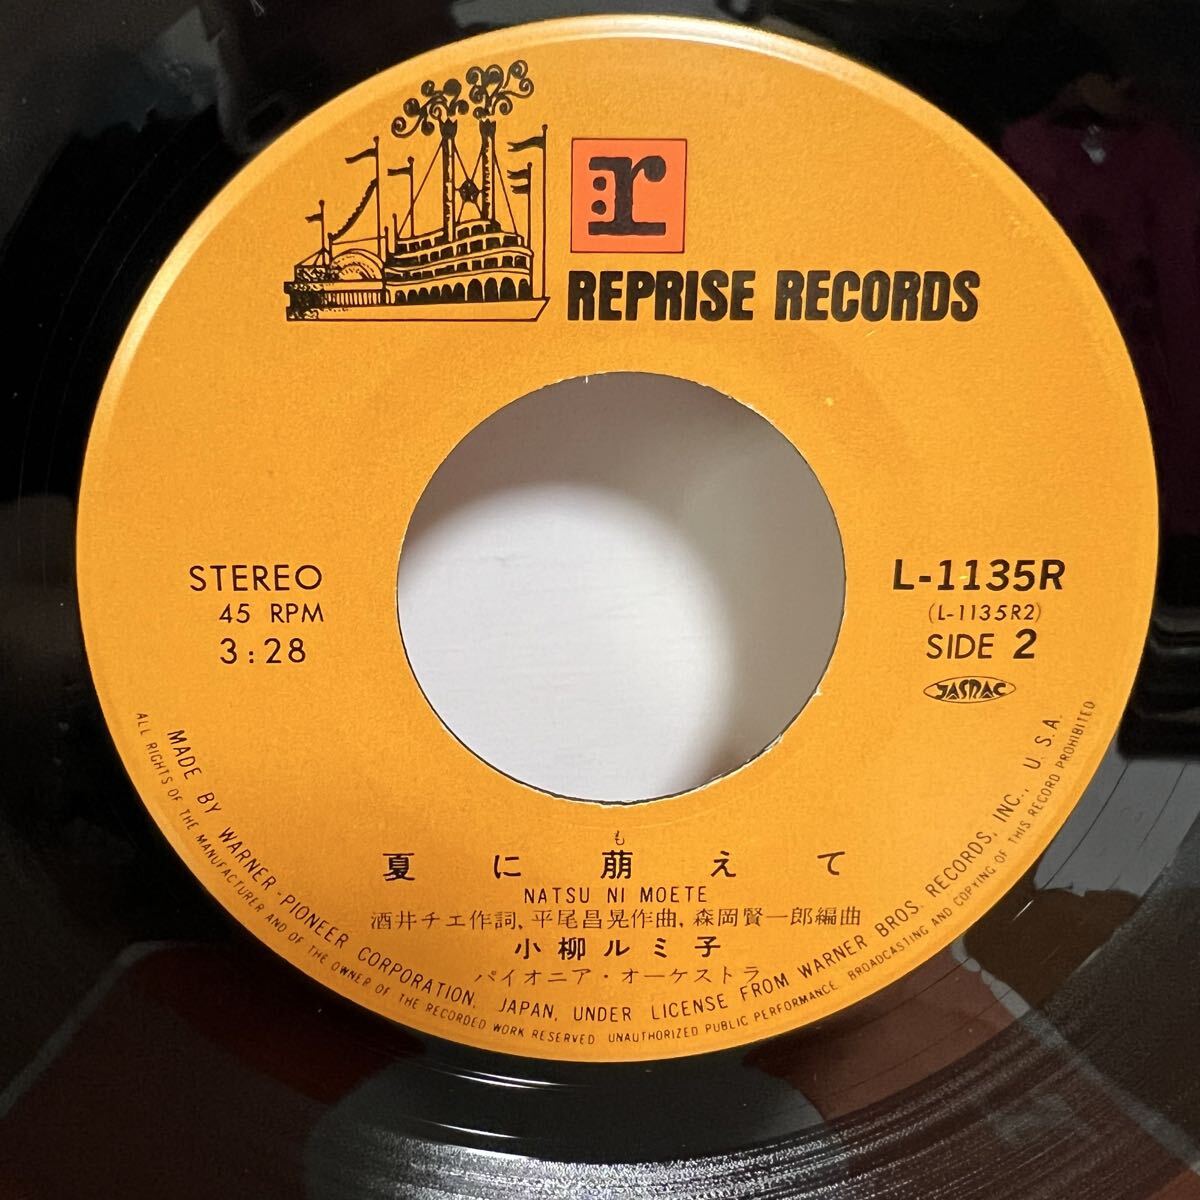 r
REPRISE RECORDS
STEREO
45 RPM
3:28
L-1135R
(L-1135R2)
SIDE 2
JASRAC
も
夏に萠えて
NATSU NI MOETE
酒井チエ作詞, 平尾昌晃作曲, 森岡賢一郎編曲
小柳ルミ子
パイオニア・オーケストラ
MADE BY WARNER-PIONEER CORPORATION, JAPAN, UNDER LICENSE FROM WARNER BROS. RECORDS, INC., U.S.A.
ALL RIGHTS OF THE MANUFACTURER AND OF THE OWNER OF THE RECORDED WORK RESERVED UNAUTHORIZED PUBLIC PERFORMANCE, BROADCASTING AND COPYING OF THIS RECORD PROHIBITED